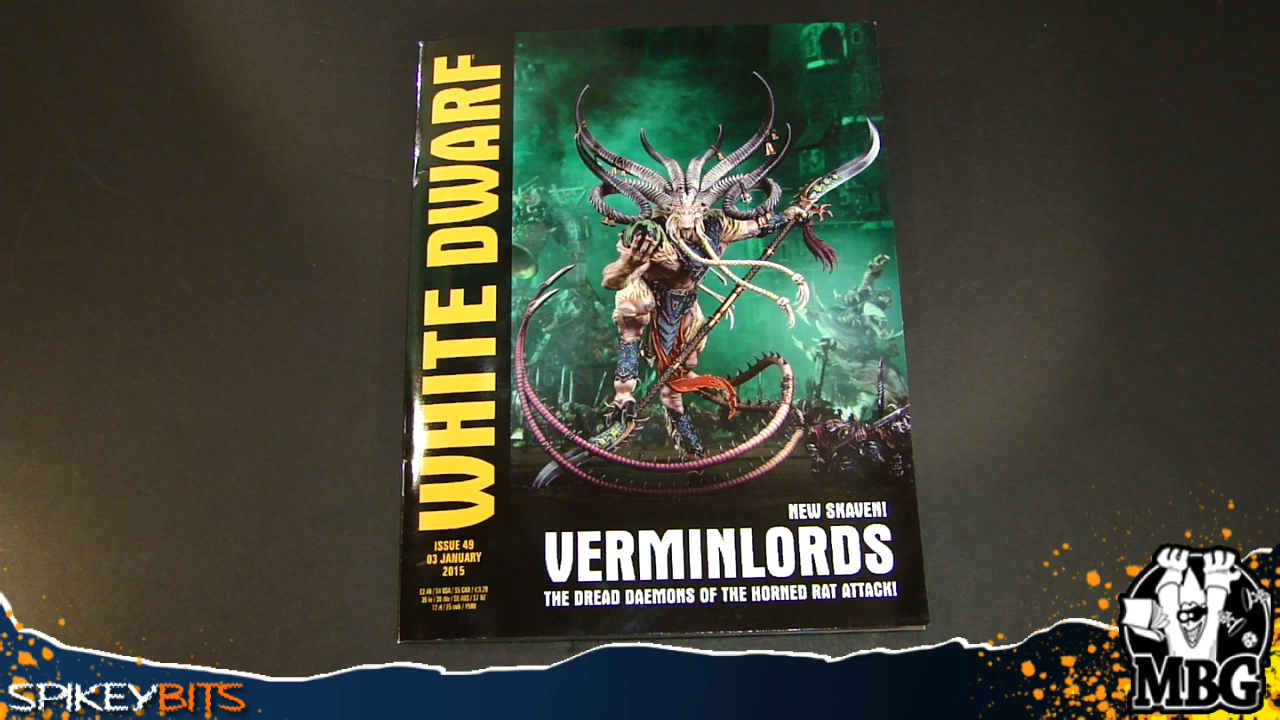 WHITE DWARF
ISSUE 49
03 JANUARY
2015
NEW SKAVEN!
VERMINLORDS
THE DREAD DAEMONS OF THE HORNED RAT ATTACK!
SPIKEYBITS
MBG